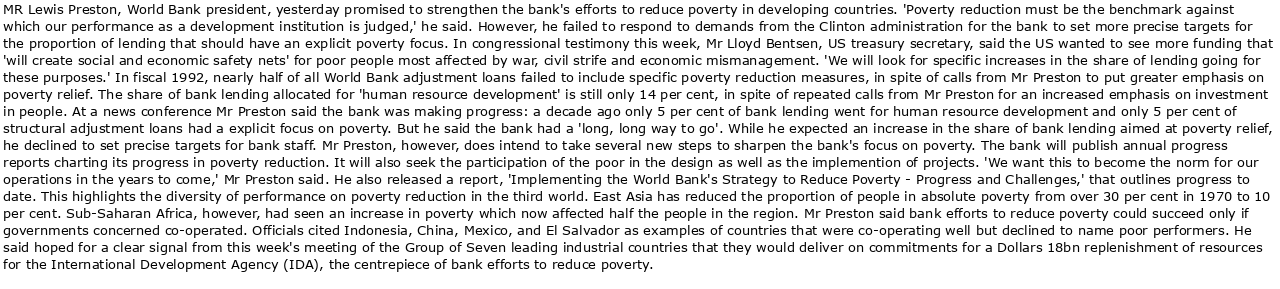 MR Lewis Preston, World Bank president, yesterday promised to strengthen the bank's efforts to reduce poverty in developing countries. 'Poverty reduction must be the benchmark against
which our performance as a development institution is judged,' he said. However, he failed to respond to demands from the Clinton administration for the bank to set more precise targets for
the proportion of lending that should have an explicit poverty focus. In congressional testimony this week, Mr Lloyd Bentsen, US treasury secretary, said the US wanted to see more funding that
'will create social and economic safety nets' for poor people most affected by war, civil strife and economic mismanagement. 'We will look for specific increases in the share of lending going for
these purposes.' In fiscal 1992, nearly half of all World Bank adjustment loans failed to include specific poverty reduction measures, in spite of calls from Mr Preston to put greater emphasis on
poverty relief. The share of bank lending allocated for 'human resource development' is still only 14 per cent, in spite of repeated calls from Mr Preston for an increased emphasis on investment
in people. At a news conference Mr Preston said the bank was making progress: a decade ago only 5 per cent of bank lending went for human resource development and only 5 per cent of
structural adjustment loans had a explicit focus on poverty. But he said the bank had a 'long, long way to go'. While he expected an increase in the share of bank lending aimed at poverty relief,
he declined to set precise targets for bank staff. Mr Preston, however, does intend to take several new steps to sharpen the bank's focus on poverty. The bank will publish annual progress
reports charting its progress in poverty reduction. It will also seek the participation of the poor in the design as well as the implemention of projects. 'We want this to become the norm for our
operations in the years to come,' Mr Preston said. He also released a report, 'Implementing the World Bank's Strategy to Reduce Poverty - Progress and Challenges,' that outlines progress to
date. This highlights the diversity of performance on poverty reduction in the third world. East Asia has reduced the proportion of people in absolute poverty from over 30 per cent in 1970 to 10
per cent. Sub-Saharan Africa, however, had seen an increase in poverty which now affected half the people in the region. Mr Preston said bank efforts to reduce poverty could succeed only if
governments concerned co-operated. Officials cited Indonesia, China, Mexico, and El Salvador as examples of countries that were co-operating well but declined to name poor performers. He
said hoped for a clear signal from this week's meeting of the Group of Seven leading industrial countries that they would deliver on commitments for a Dollars 18bn replenishment of resources
for the International Development Agency (IDA), the centrepiece of bank efforts to reduce poverty.